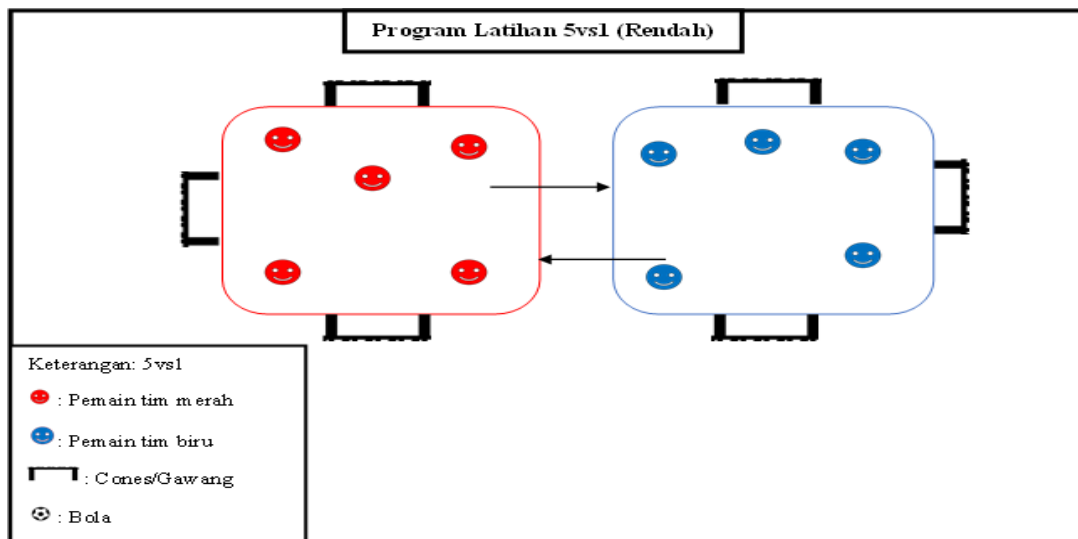 Program Latihan 5vs1 (Rendah)
Keterangan: 5vs1
: Pemain tim merah
: Pemain tim biru
: Cones/Gawang
: Bola